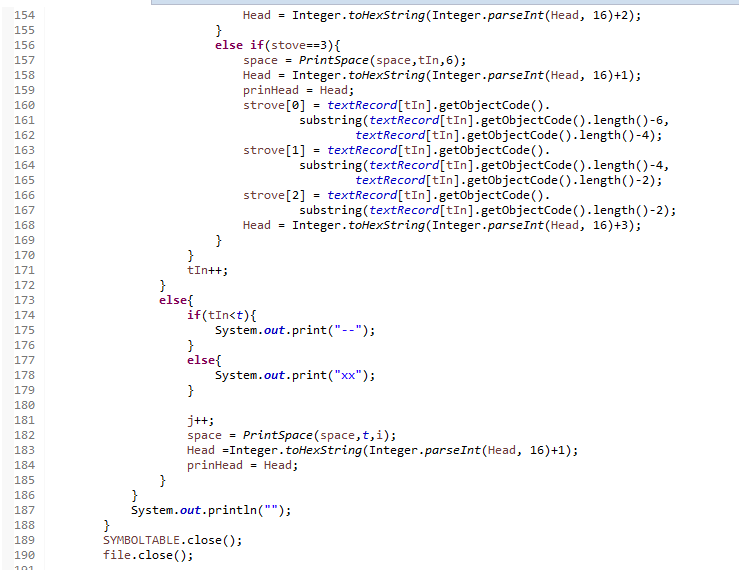 154                             Head = Integer.toHexString(Integer.parseInt(Head, 16)+2);
155                         }
156                         else if(stove==3){
157                             space = PrintSpace(space,tIn,6);
158                             Head = Integer.toHexString(Integer.parseInt(Head, 16)+1);
159                             prinHead = Head;
160                             strove[0] = textRecord[tIn].getObjectCode().
161                                     substring(textRecord[tIn].getObjectCode().length()-6,
162                                             textRecord[tIn].getObjectCode().length()-4);
163                             strove[1] = textRecord[tIn].getObjectCode().
164                                     substring(textRecord[tIn].getObjectCode().length()-4,
165                                             textRecord[tIn].getObjectCode().length()-2);
166                             strove[2] = textRecord[tIn].getObjectCode().
167                                     substring(textRecord[tIn].getObjectCode().length()-2);
168                             Head = Integer.toHexString(Integer.parseInt(Head, 16)+3);
169                         }
170                     }
171                     tIn++;
172                 }
173                 else{
174                     if(tIn<t){
175                         System.out.print("--");
176                     }
177                     else{
178                         System.out.print("xx");
179                     }
180
181                     j++;
182                     space = PrintSpace(space,t,i);
183                     Head =Integer.toHexString(Integer.parseInt(Head, 16)+1);
184                     prinHead = Head;
185                 }
186             }
187             System.out.println("");
188         }
189         SYMBOLTABLE.close();
190         file.close();